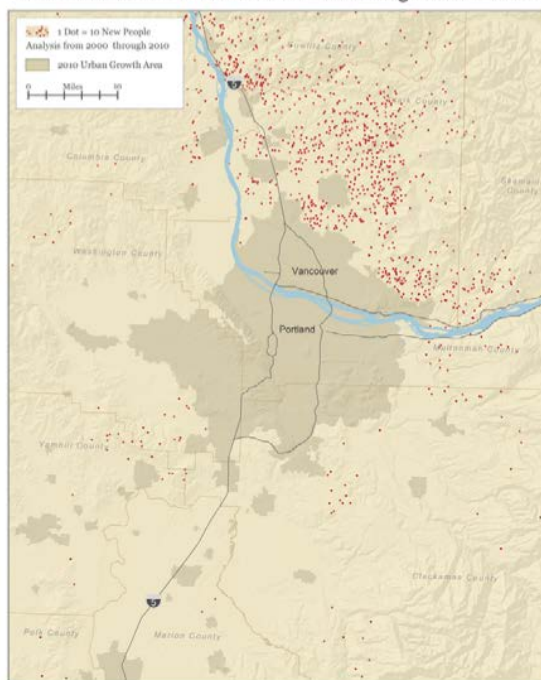 1 Dot = 10 New People
Analysis from 2000 through 2010
2010 Urban Growth Area
0 Miles 10
Cowlitz County
5
Clark County
Columbia County
Skamania
County
Washington County
Vancouver
Portland
Multnomah County
Yamhill County
Clackamas County
5
Polk County
Marion County